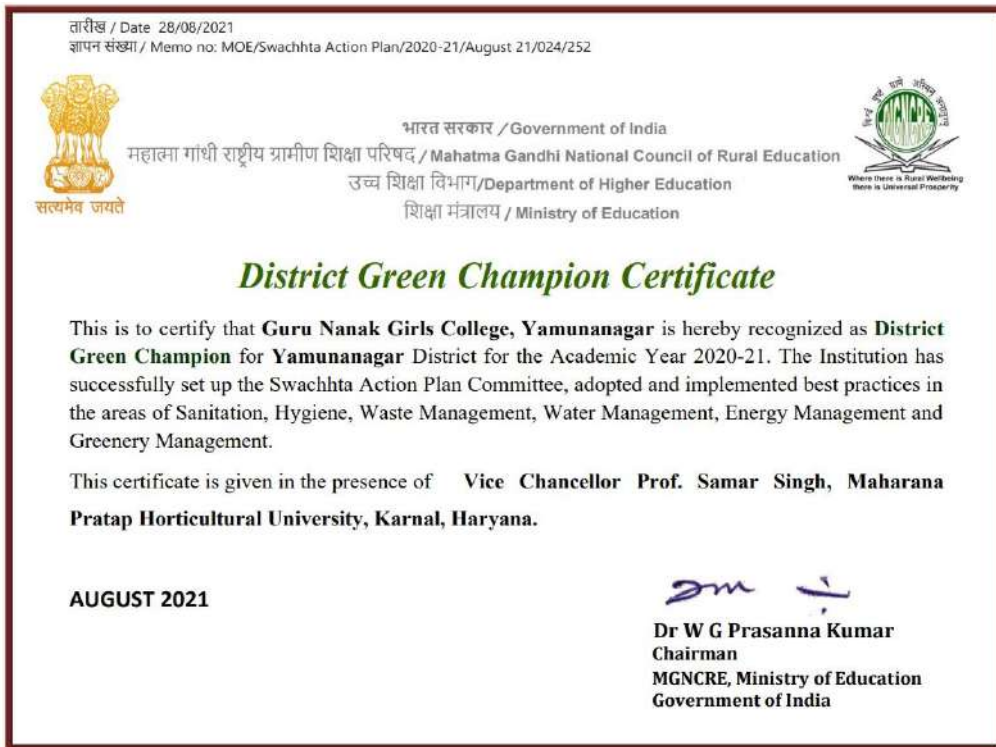 तारीख / Date 28/08/2021
ज्ञापन संख्या / Memo no: MOE/Swachhta Action Plan/2020-21/August 21/024/252
सत्यमेव जयते
भारत सरकार / Government of India
महात्मा गांधी राष्ट्रीय ग्रामीण शिक्षा परिषद / Mahatma Gandhi National Council of Rural Education
उच्च शिक्षा विभाग/Department of Higher Education
शिक्षा मंत्रालय / Ministry of Education
MGNCRE
Where there is Rural Wellbeing
there is Universal Prosperity
District Green Champion Certificate
This is to certify that Guru Nanak Girls College, Yamunanagar is hereby recognized as District
Green Champion for Yamunanagar District for the Academic Year 2020-21. The Institution has
successfully set up the Swachhta Action Plan Committee, adopted and implemented best practices in
the areas of Sanitation, Hygiene, Waste Management, Water Management, Energy Management and
Greenery Management.
This certificate is given in the presence of Vice Chancellor Prof. Samar Singh, Maharana
Pratap Horticultural University, Karnal, Haryana.
AUGUST 2021
Dr W G Prasanna Kumar
Chairman
MGNCRE, Ministry of Education
Government of India